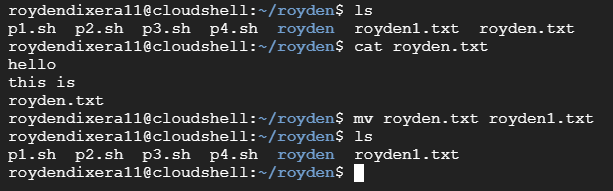 roydendixera11@cloudshell:~/royden$ ls
p1.sh  p2.sh  p3.sh  p4.sh  royden  royden1.txt  royden.txt
roydendixera11@cloudshell:~/royden$ cat royden.txt
hello
this is
royden.txt
roydendixera11@cloudshell:~/royden$ mv royden.txt royden1.txt
roydendixera11@cloudshell:~/royden$ ls
p1.sh  p2.sh  p3.sh  p4.sh  royden  royden1.txt
roydendixera11@cloudshell:~/royden$